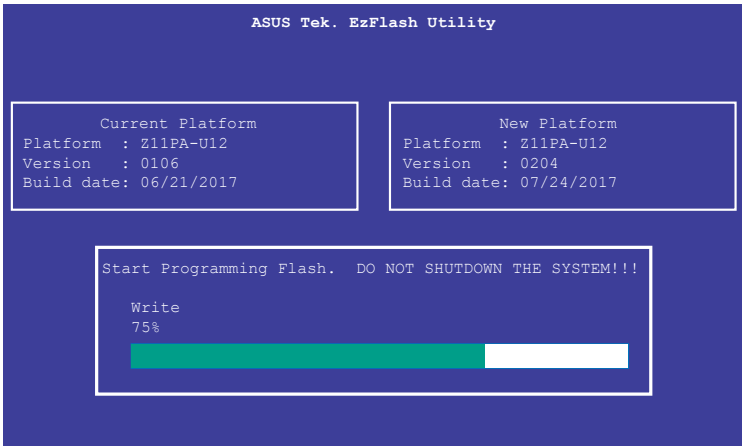 ASUS Tek. EzFlash Utility
Current Platform
Platform : Z11PA-U12
Version : 0106
Build date: 06/21/2017
New Platform
Platform : Z11PA-U12
Version : 0204
Build date: 07/24/2017
Start Programming Flash. DO NOT SHUTDOWN THE SYSTEM!!!
Write
75%